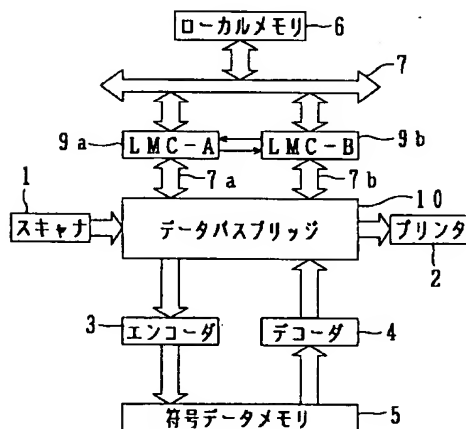 ローカルメモリ
6
7
9a
LMC-A
LMC-B
9b
7a
7b
1
10
スキャナ
データパスブリッジ
プリンタ
2
3
エンコーダ
デコーダ
4
符号データメモリ
5